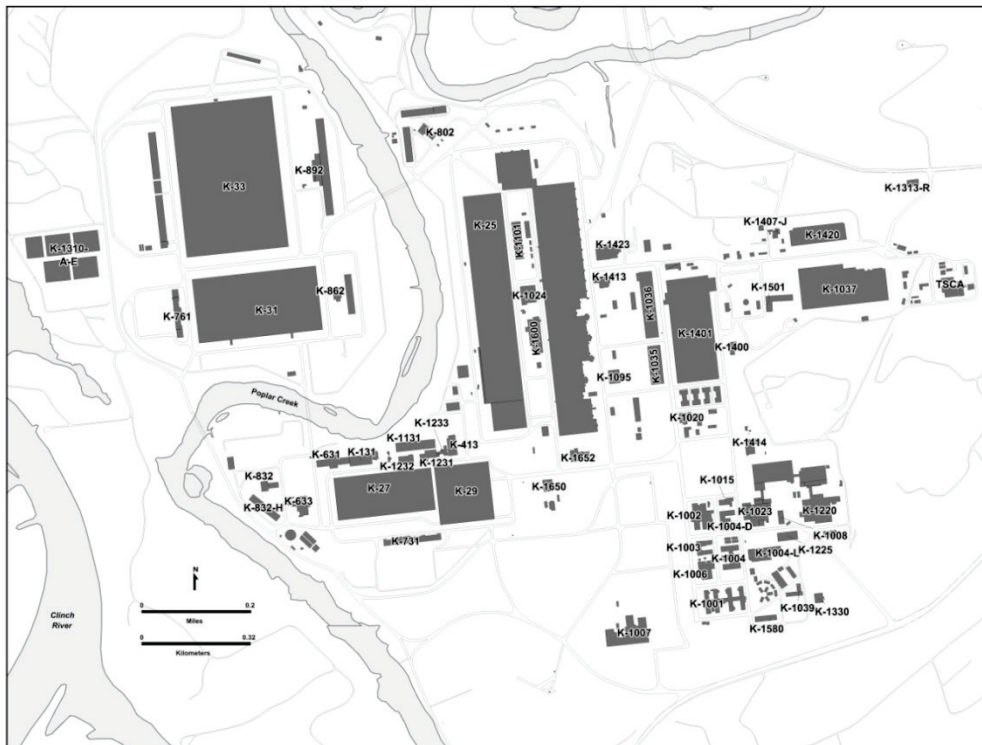 K-802
K-33
K-892
K-1313-R
K-25
K-1101
K-1407-J
K-1420
K-1310-
A-E
K-1423
K-1413
K-862
K-1024
K-1036
K-1501
K-1037
TSCA
K-761
K-31
K-1600
K-1401
K-1400
K-1035
K-1095
Poplar Creek
K-1233
K-1020
K-1131
K-413
K-1414
K-631
K-131
K-1232
K-1231
K-1652
K-832
K-27
K-29
K-1650
K-1015
K-832-H
K-633
K-1002
K-1023
K-1220
K-1004-D
K-1008
K-731
K-1003
K-1004
K-1004-L
K-1225
K-1006
N
0 0.2
Miles
0 0.32
Kilometers
Clinch
River
K-1001
K-1039
K-1330
K-1007
K-1580